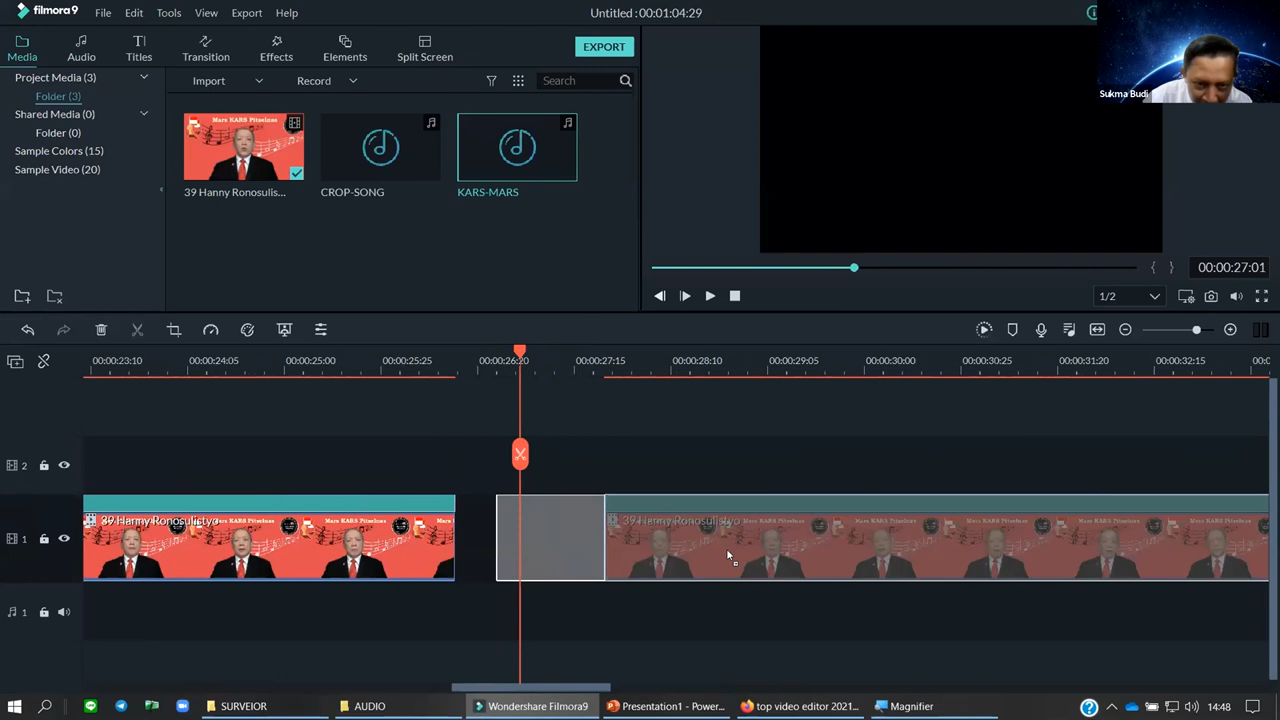 filmora9 File Edit Tools View Export Help Untitled : 00:01:04:29
Media Audio Titles Transition Effects Elements Split Screen EXPORT
Project Media (3)
Folder (3)
Shared Media (0)
Folder (0)
Sample Colors (15)
Sample Video (20)
Import Record Search
Mars KARS Pitselnas
39 Hanny Ronosulis... CROP-SONG KARS-MARS
Sukma Budi
00:00:27:01
1/2
00:00:23:10 00:00:24:05 00:00:25:00 00:00:25:25 00:00:26:20 00:00:27:15 00:00:28:10 00:00:29:05 00:00:30:00 00:00:30:25 00:00:31:20 00:00:32:15
2
1
39 Hanny Ronosulistyo
39 Hanny Ronosulistyo
1
SURVEIOR AUDIO Wondershare Filmora9 Presentation1 - Power... top video editor 2021... Magnifier 14:48